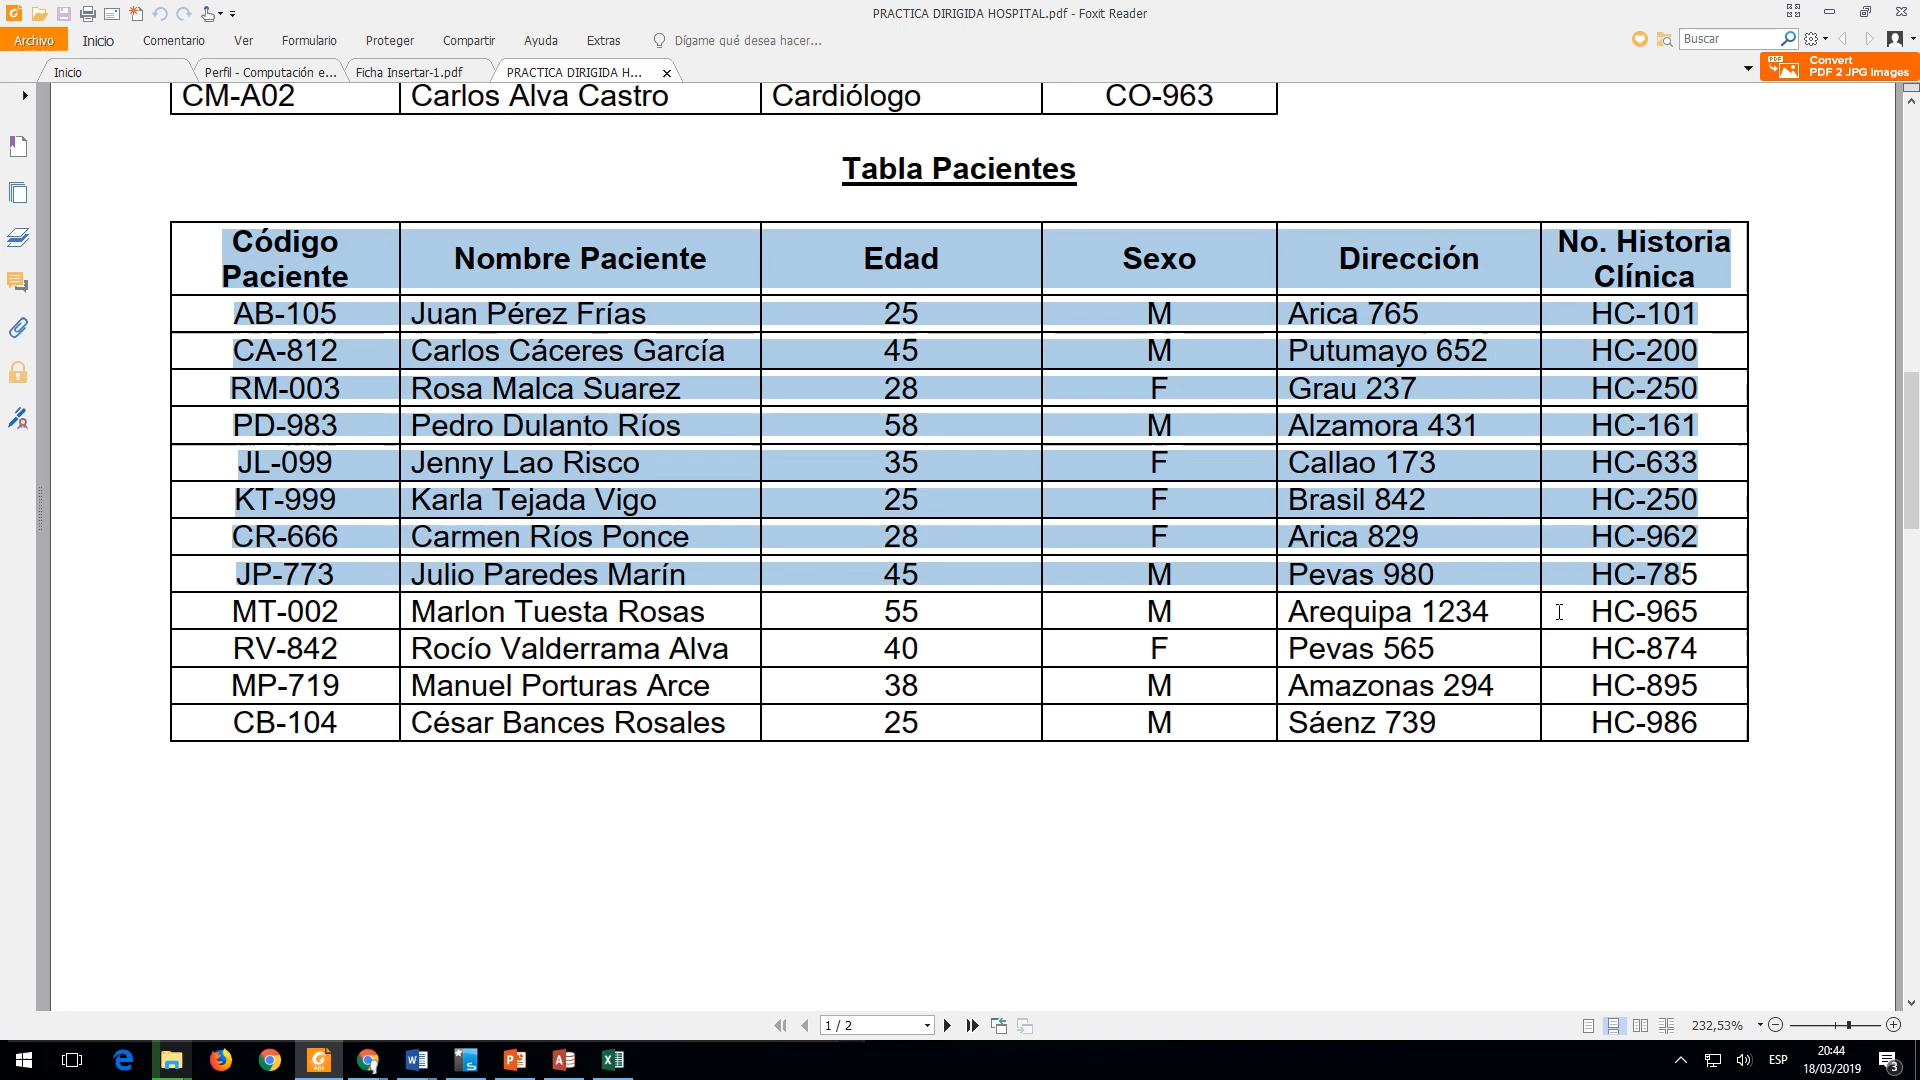 PRACTICA DIRIGIDA HOSPITAL.pdf - Foxit Reader
Archivo Inicio Comentario Ver Formulario Proteger Compartir Ayuda Extras Dígame qué desea hacer... Buscar
Inicio Perfil - Computación e... Ficha Insertar-1.pdf PRACTICA DIRIGIDA H... Convert
PDF 2 JPG Images
CM-A02 Carlos Alva Castro Cardiólogo CO-963
Tabla Pacientes
Código Paciente Nombre Paciente Edad Sexo Dirección No. Historia Clínica
AB-105 Juan Pérez Frías 25 M Arica 765 HC-101
CA-812 Carlos Cáceres García 45 M Putumayo 652 HC-200
RM-003 Rosa Malca Suarez 28 F Grau 237 HC-250
PD-983 Pedro Dulanto Ríos 58 M Alzamora 431 HC-161
JL-099 Jenny Lao Risco 35 F Callao 173 HC-633
KT-999 Karla Tejada Vigo 25 F Brasil 842 HC-250
CR-666 Carmen Ríos Ponce 28 F Arica 829 HC-962
JP-773 Julio Paredes Marín 45 M Pevas 980 HC-785
MT-002 Marlon Tuesta Rosas 55 M Arequipa 1234 HC-965
RV-842 Rocío Valderrama Alva 40 F Pevas 565 HC-874
MP-719 Manuel Porturas Arce 38 M Amazonas 294 HC-895
CB-104 César Bances Rosales 25 M Sáenz 739 HC-986
1 / 2 232,53%
ESP 20:44
18/03/2019 3